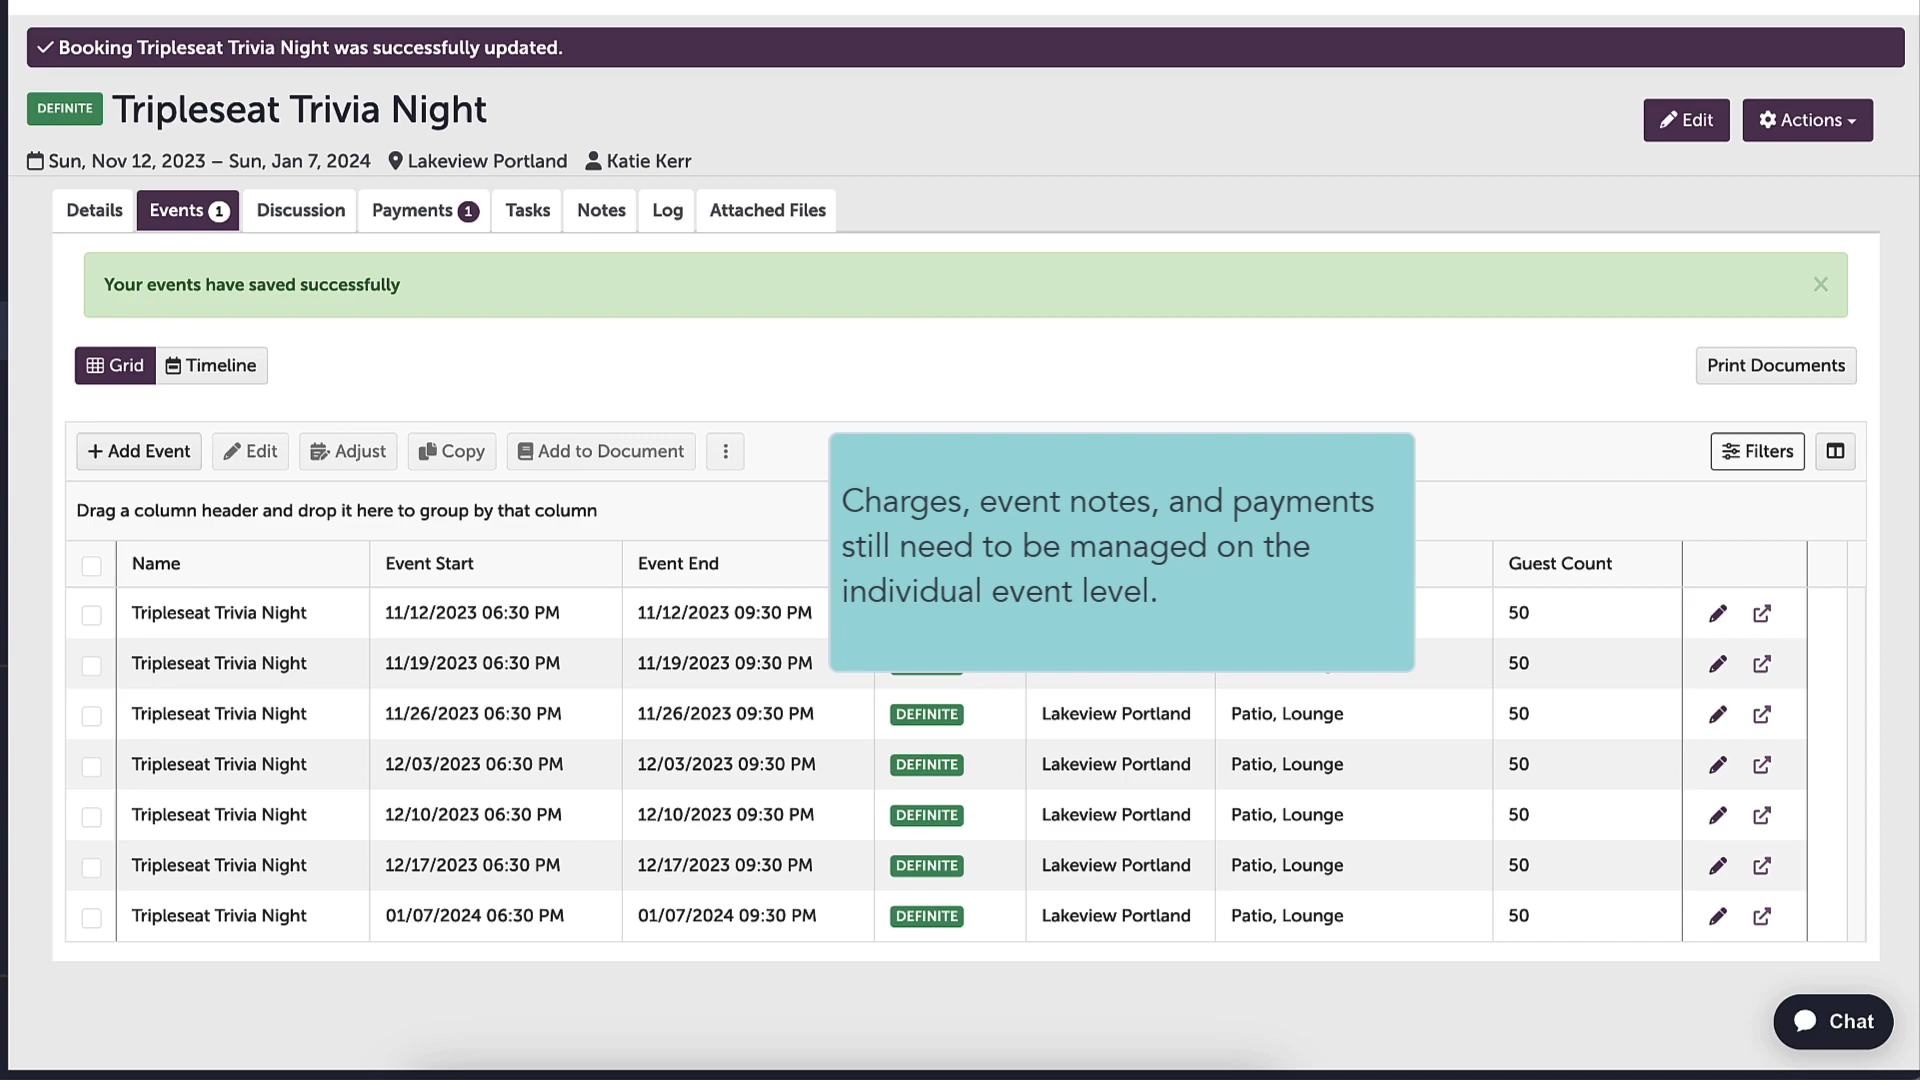 Booking Tripleseat Trivia Night was successfully updated.
DEFINITE Tripleseat Trivia Night
Edit Actions
Sun, Nov 12, 2023 – Sun, Jan 7, 2024 Lakeview Portland Katie Kerr
Details Events 1 Discussion Payments 1 Tasks Notes Log Attached Files
Your events have saved successfully
Grid Timeline Print Documents
+ Add Event Edit Adjust Copy Add to Document Filters
Drag a column header and drop it here to group by that column
Charges, event notes, and payments
still need to be managed on the
individual event level.
Name Event Start Event End Guest Count
Tripleseat Trivia Night 11/12/2023 06:30 PM 11/12/2023 09:30 PM 50
Tripleseat Trivia Night 11/19/2023 06:30 PM 11/19/2023 09:30 PM 50
Tripleseat Trivia Night 11/26/2023 06:30 PM 11/26/2023 09:30 PM DEFINITE Lakeview Portland Patio, Lounge 50
Tripleseat Trivia Night 12/03/2023 06:30 PM 12/03/2023 09:30 PM DEFINITE Lakeview Portland Patio, Lounge 50
Tripleseat Trivia Night 12/10/2023 06:30 PM 12/10/2023 09:30 PM DEFINITE Lakeview Portland Patio, Lounge 50
Tripleseat Trivia Night 12/17/2023 06:30 PM 12/17/2023 09:30 PM DEFINITE Lakeview Portland Patio, Lounge 50
Tripleseat Trivia Night 01/07/2024 06:30 PM 01/07/2024 09:30 PM DEFINITE Lakeview Portland Patio, Lounge 50
Chat